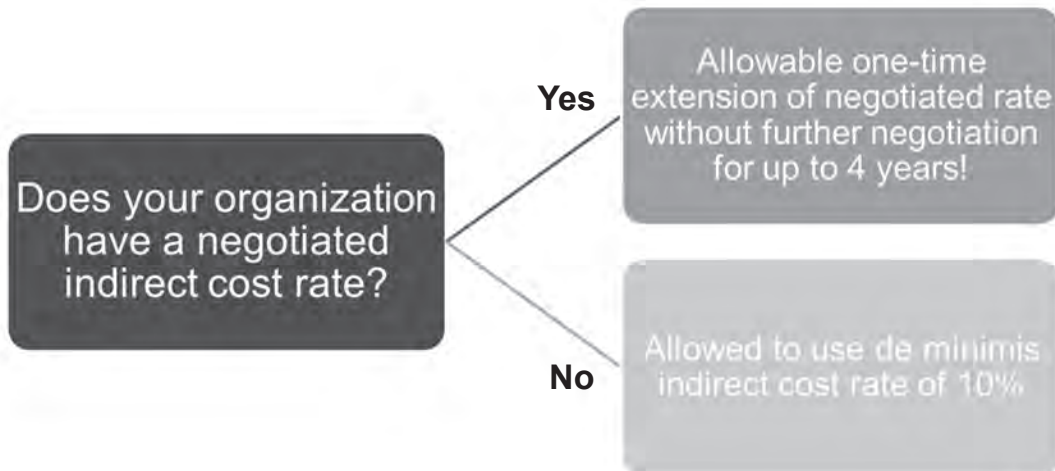 Does your organization
have a negotiated
indirect cost rate?
Yes
Allowable one-time
extension of negotiated rate
without further negotiation
for up to 4 years!
No
Allowed to use de minimis
indirect cost rate of 10%